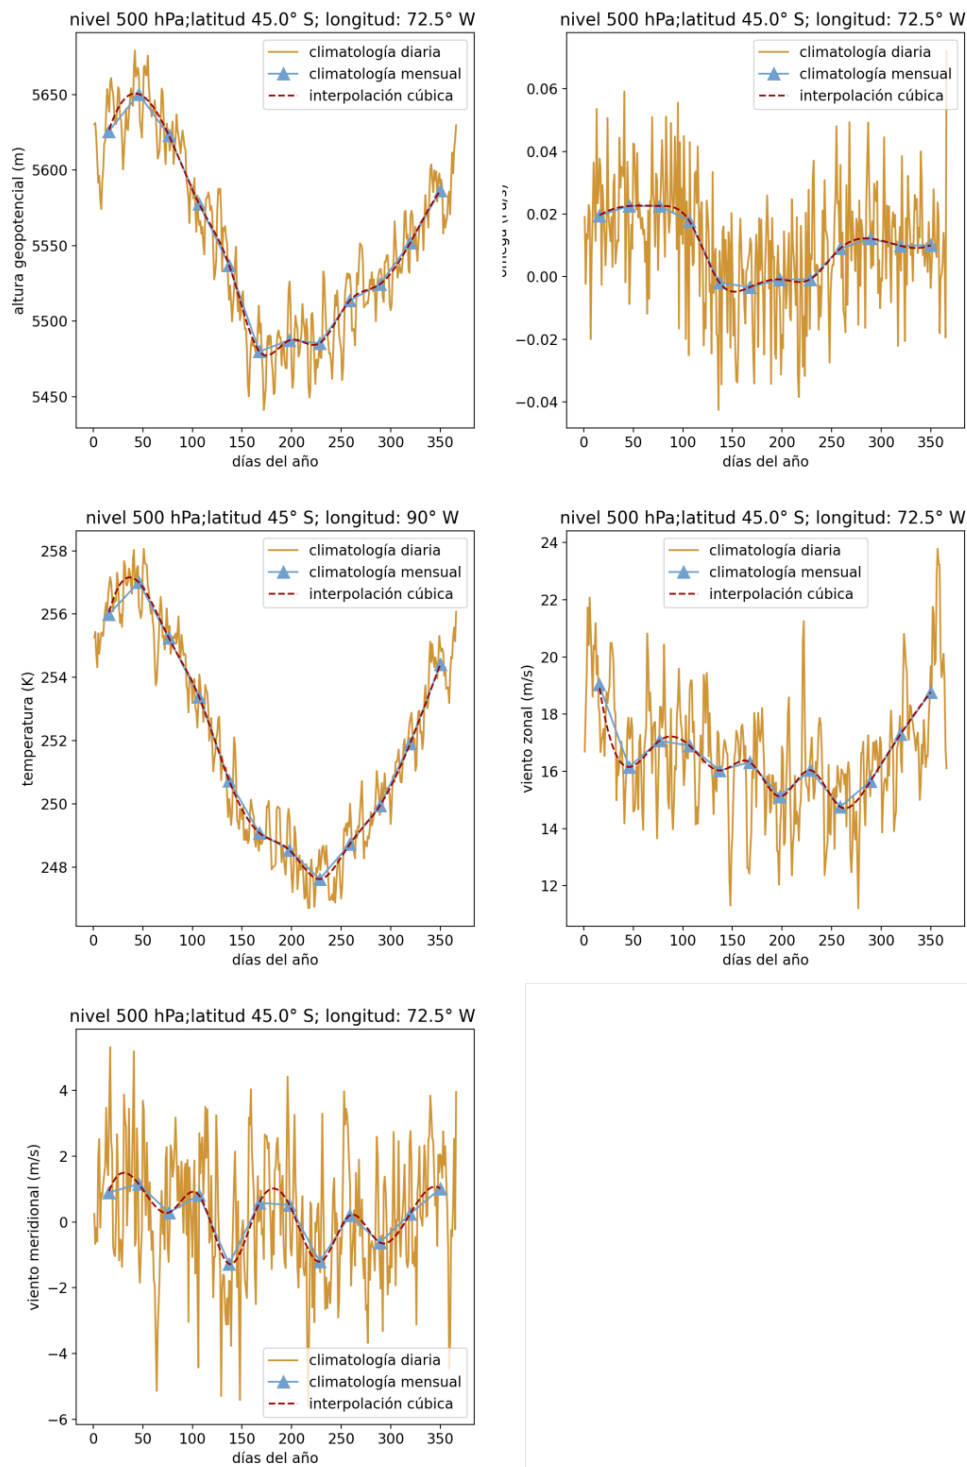 nivel 500 hPa;latitud 45.0° S; longitud: 72.5° W
climatología diaria
climatología mensual
interpolación cúbica
altura geopotencial (m)
5650
5600
5550
5500
5450
0 50 100 150 200 250 300 350
días del año
nivel 500 hPa;latitud 45.0° S; longitud: 72.5° W
climatología diaria
climatología mensual
interpolación cúbica
0.06
0.04
0.02
0.00
−0.02
−0.04
0 50 100 150 200 250 300 350
días del año
nivel 500 hPa;latitud 45° S; longitud: 90° W
climatología diaria
climatología mensual
interpolación cúbica
temperatura (K)
258
256
254
252
250
248
0 50 100 150 200 250 300 350
días del año
nivel 500 hPa;latitud 45.0° S; longitud: 72.5° W
climatología diaria
climatología mensual
interpolación cúbica
viento zonal (m/s)
24
22
20
18
16
14
12
0 50 100 150 200 250 300 350
días del año
nivel 500 hPa;latitud 45.0° S; longitud: 72.5° W
viento meridional (m/s)
4
2
0
−2
−4
−6
climatología diaria
climatología mensual
interpolación cúbica
0 50 100 150 200 250 300 350
días del año